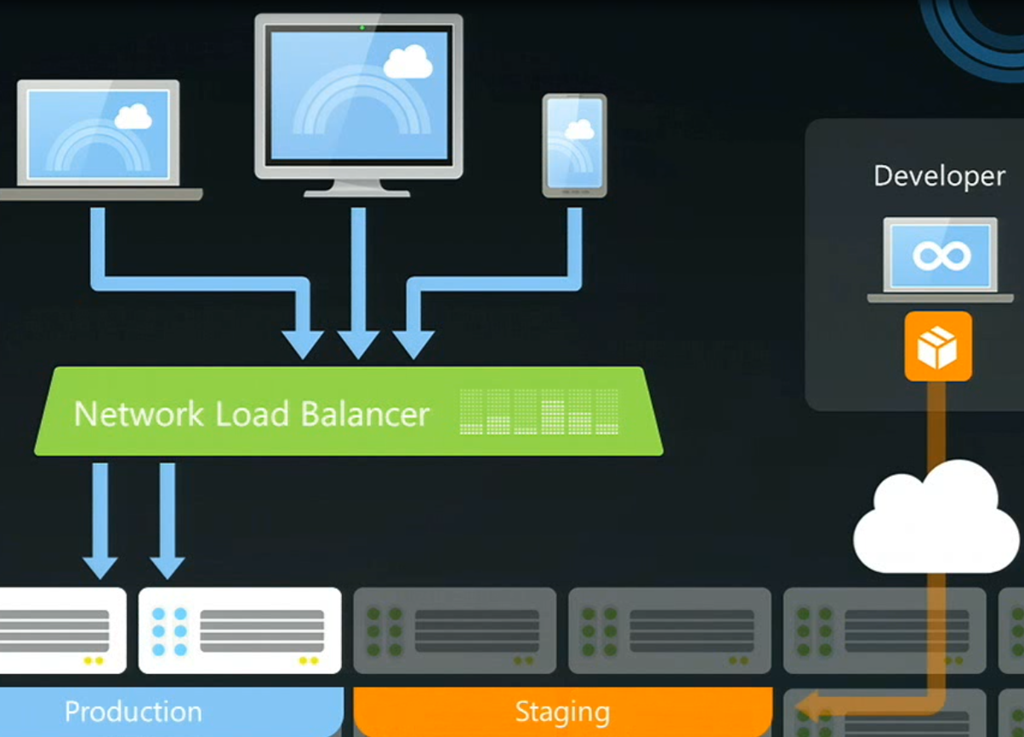 Developer
Network Load Balancer
Production
Staging